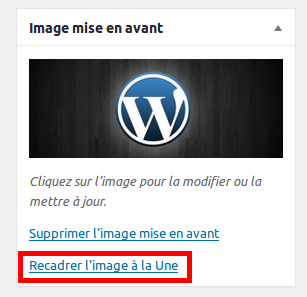 Image mise en avant
Cliquez sur l'image pour la modifier ou la
mettre à jour.
Supprimer l'image mise en avant
Recadrer l'image à la Une